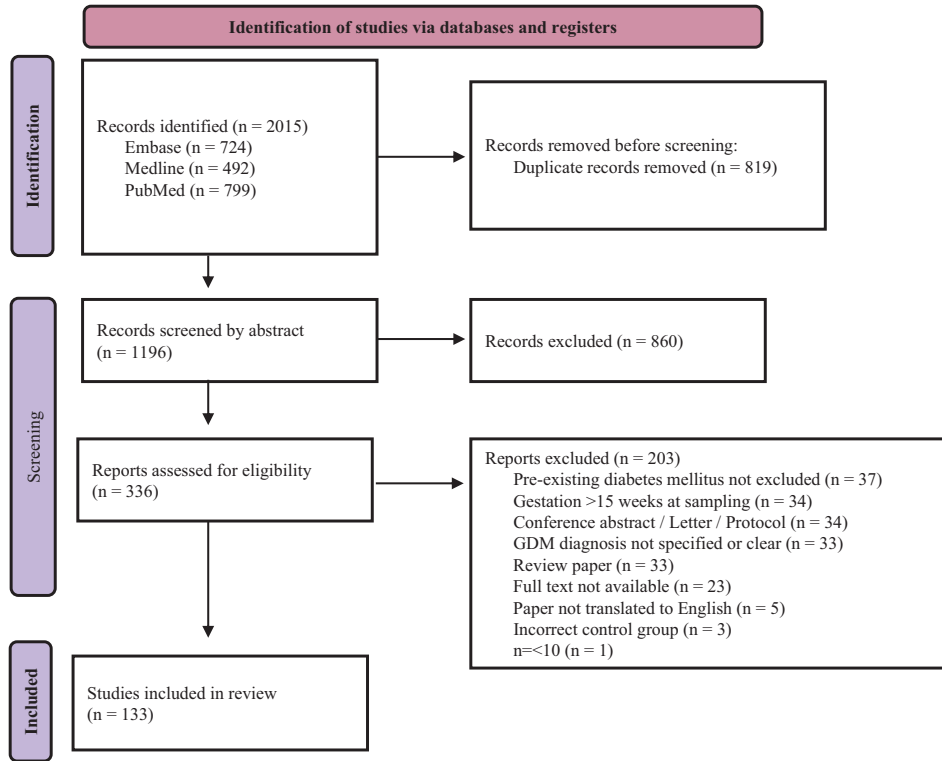 Identification of studies via databases and registers
Identification
Records identified (n = 2015)
Embase (n = 724)
Medline (n = 492)
PubMed (n = 799)
Records removed before screening:
Duplicate records removed (n = 819)
Screening
Records screened by abstract
(n = 1196)
Records excluded (n = 860)
Reports assessed for eligibility
(n = 336)
Reports excluded (n = 203)
Pre-existing diabetes mellitus not excluded (n = 37)
Gestation >15 weeks at sampling (n = 34)
Conference abstract / Letter / Protocol (n = 34)
GDM diagnosis not specified or clear (n = 33)
Review paper (n = 33)
Full text not available (n = 23)
Paper not translated to English (n = 5)
Incorrect control group (n = 3)
n=<10 (n = 1)
Included
Studies included in review
(n = 133)